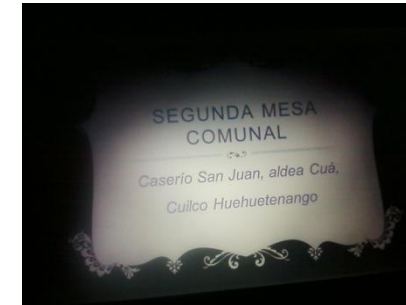 SEGUNDA MESA
COMUNAL
Caserío San Juan, aldea Cuá,
Cuilco Huehuetenango